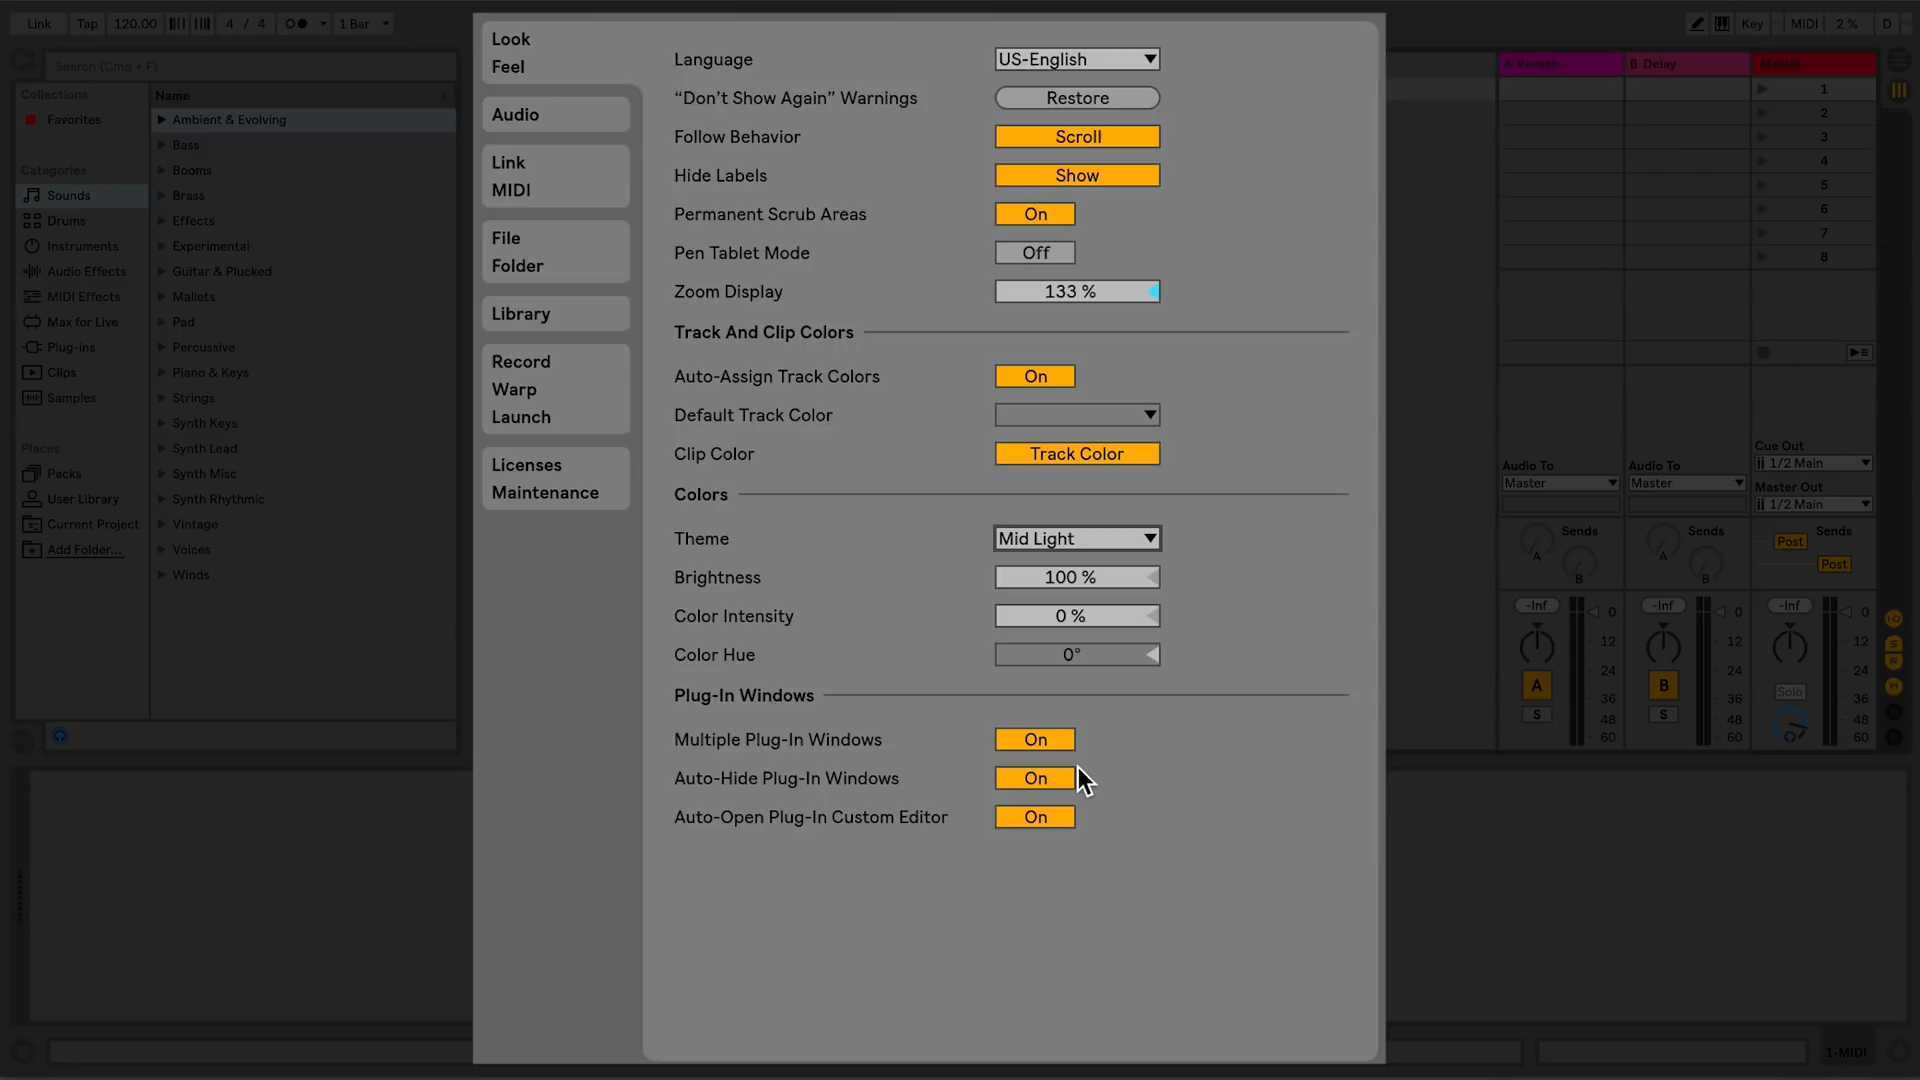 Link Tap 120.00 4 / 4 1 Bar
Key MIDI 2 % D
Search (Cmd + F)
Collections
Favorites
Categories
Sounds
Drums
Instruments
Audio Effects
MIDI Effects
Max for Live
Plug-ins
Clips
Samples
Places
Packs
User Library
Current Project
Add Folder...
Name
Ambient & Evolving
Bass
Booms
Brass
Effects
Experimental
Guitar & Plucked
Mallets
Pad
Percussive
Piano & Keys
Strings
Synth Keys
Synth Lead
Synth Misc
Synth Rhythmic
Vintage
Voices
Winds
Look
Feel
Audio
Link
MIDI
File
Folder
Library
Record
Warp
Launch
Licenses
Maintenance
Language US-English
“Don’t Show Again” Warnings Restore
Follow Behavior Scroll
Hide Labels Show
Permanent Scrub Areas On
Pen Tablet Mode Off
Zoom Display 133 %
Track And Clip Colors
Auto-Assign Track Colors On
Default Track Color
Clip Color Track Color
Colors
Theme Mid Light
Brightness 100 %
Color Intensity 0 %
Color Hue 0°
Plug-In Windows
Multiple Plug-In Windows On
Auto-Hide Plug-In Windows On
Auto-Open Plug-In Custom Editor On
A Reverb B Delay Master
1
2
3
4
5
6
7
8
Cue Out
1/2 Main
Audio To Audio To
Master Master
Master Out
1/2 Main
Sends Sends Sends
A A Post
B B Post
-Inf 0 -Inf 0 -Inf 0
12 12 12
24 24 24
A 36 B 36 Solo 36
S 48 S 48 48
60 60 60
1-MIDI